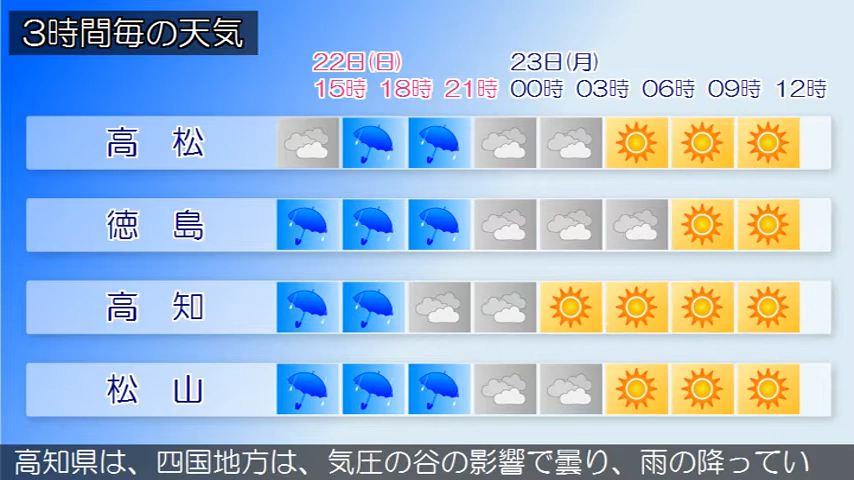 3時間毎の天気
22日(日) 23日(月)
15時 18時 21時 00時 03時 06時 09時 12時
高松
徳島
高知
松山
高知県は、四国地方は、気圧の谷の影響で曇り、雨の降ってい